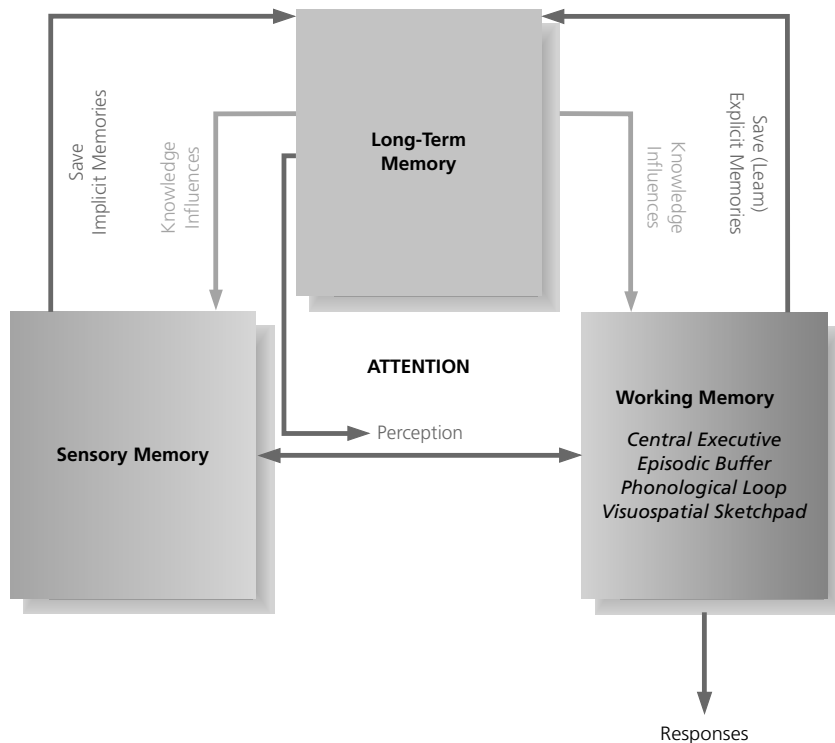 Save
Implicit Memories
Knowledge
Influences
Long-Term
Memory
Knowledge
Influences
Save (Leam)
Explicit Memories
ATTENTION
Perception
Sensory Memory
Working Memory
Central Executive
Episodic Buffer
Phonological Loop
Visuospatial Sketchpad
Responses